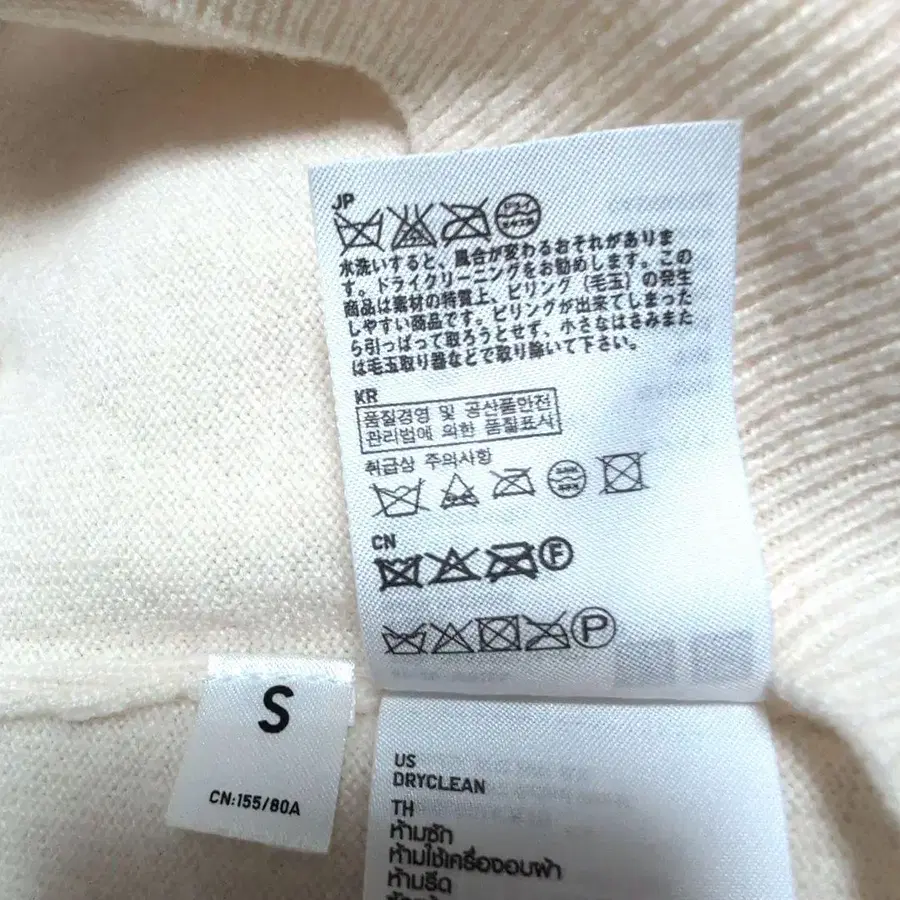 JP
水洗いすると、風合が変わるおそれがありま
す。ドライクリーニングをお勧めします。この
商品は素材の特質上、ピリング（毛玉）の発生
しやすい商品です。ピリングが出来てしまった
ら引っぱって取ろうとせず、小さなはさみまた
は毛玉取り器などで取り除いて下さい。
KR
품질경영 및 공산품안전
관리법에 의한 품질표시
취급상 주의사항
CN
F
P
S
CN:155/80A
US
DRYCLEAN
TH
ห้ามซัก
ห้ามใช้เครื่องอบผ้า
ห้ามรีด